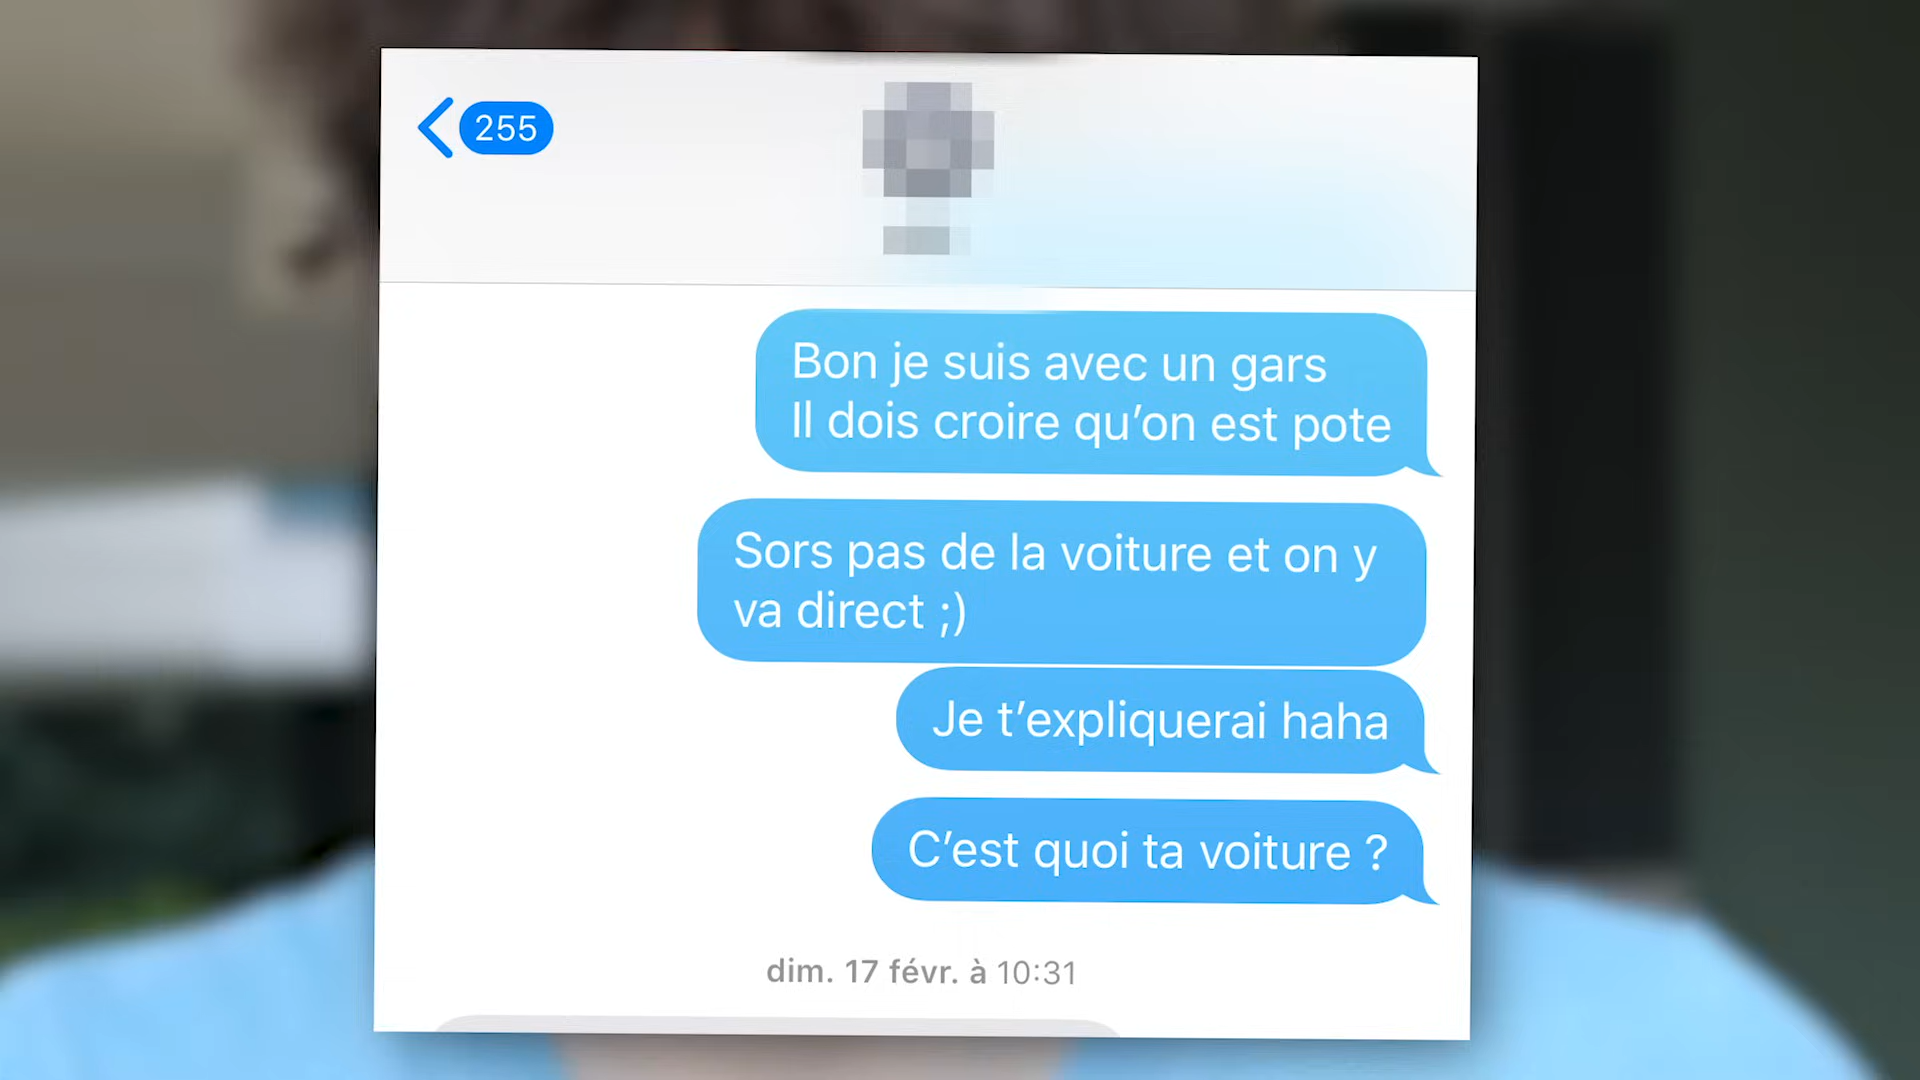 255
Bon je suis avec un gars
Il dois croire qu’on est pote
Sors pas de la voiture et on y
va direct ;)
Je t’expliquerai haha
C’est quoi ta voiture ?
dim. 17 févr. à 10:31